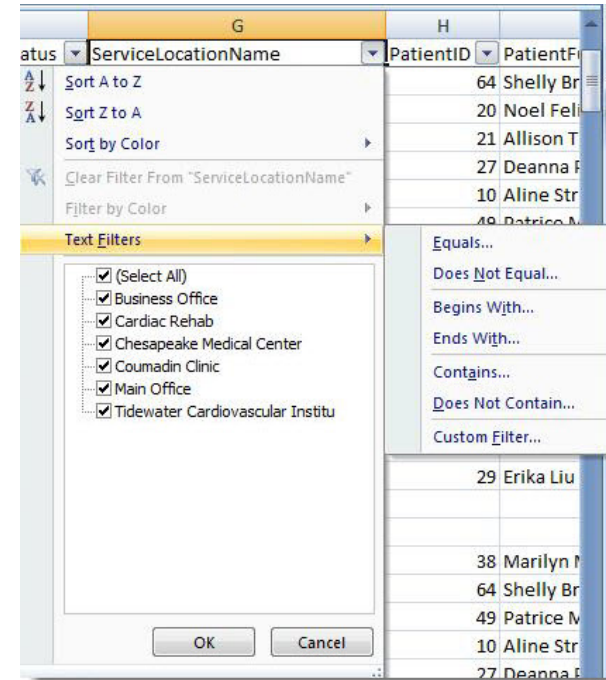 G H
atus ServiceLocationName PatientID PatientF
Sort A to Z
Sort Z to A
Sort by Color
Clear Filter From "ServiceLocationName"
Filter by Color
Text Filters
(Select All)
Business Office
Cardiac Rehab
Chesapeake Medical Center
Coumadin Clinic
Main Office
Tidewater Cardiovascular Institu
OK Cancel
64 Shelly Br
20 Noel Feli
21 Allison T
27 Deanna
10 Aline Str
49 Patrice
Equals...
Does Not Equal...
Begins With...
Ends With...
Contains...
Does Not Contain...
Custom Filter...
29 Erika Liu
38 Marilyn
64 Shelly Br
49 Patrice
10 Aline Str
27 Deanna